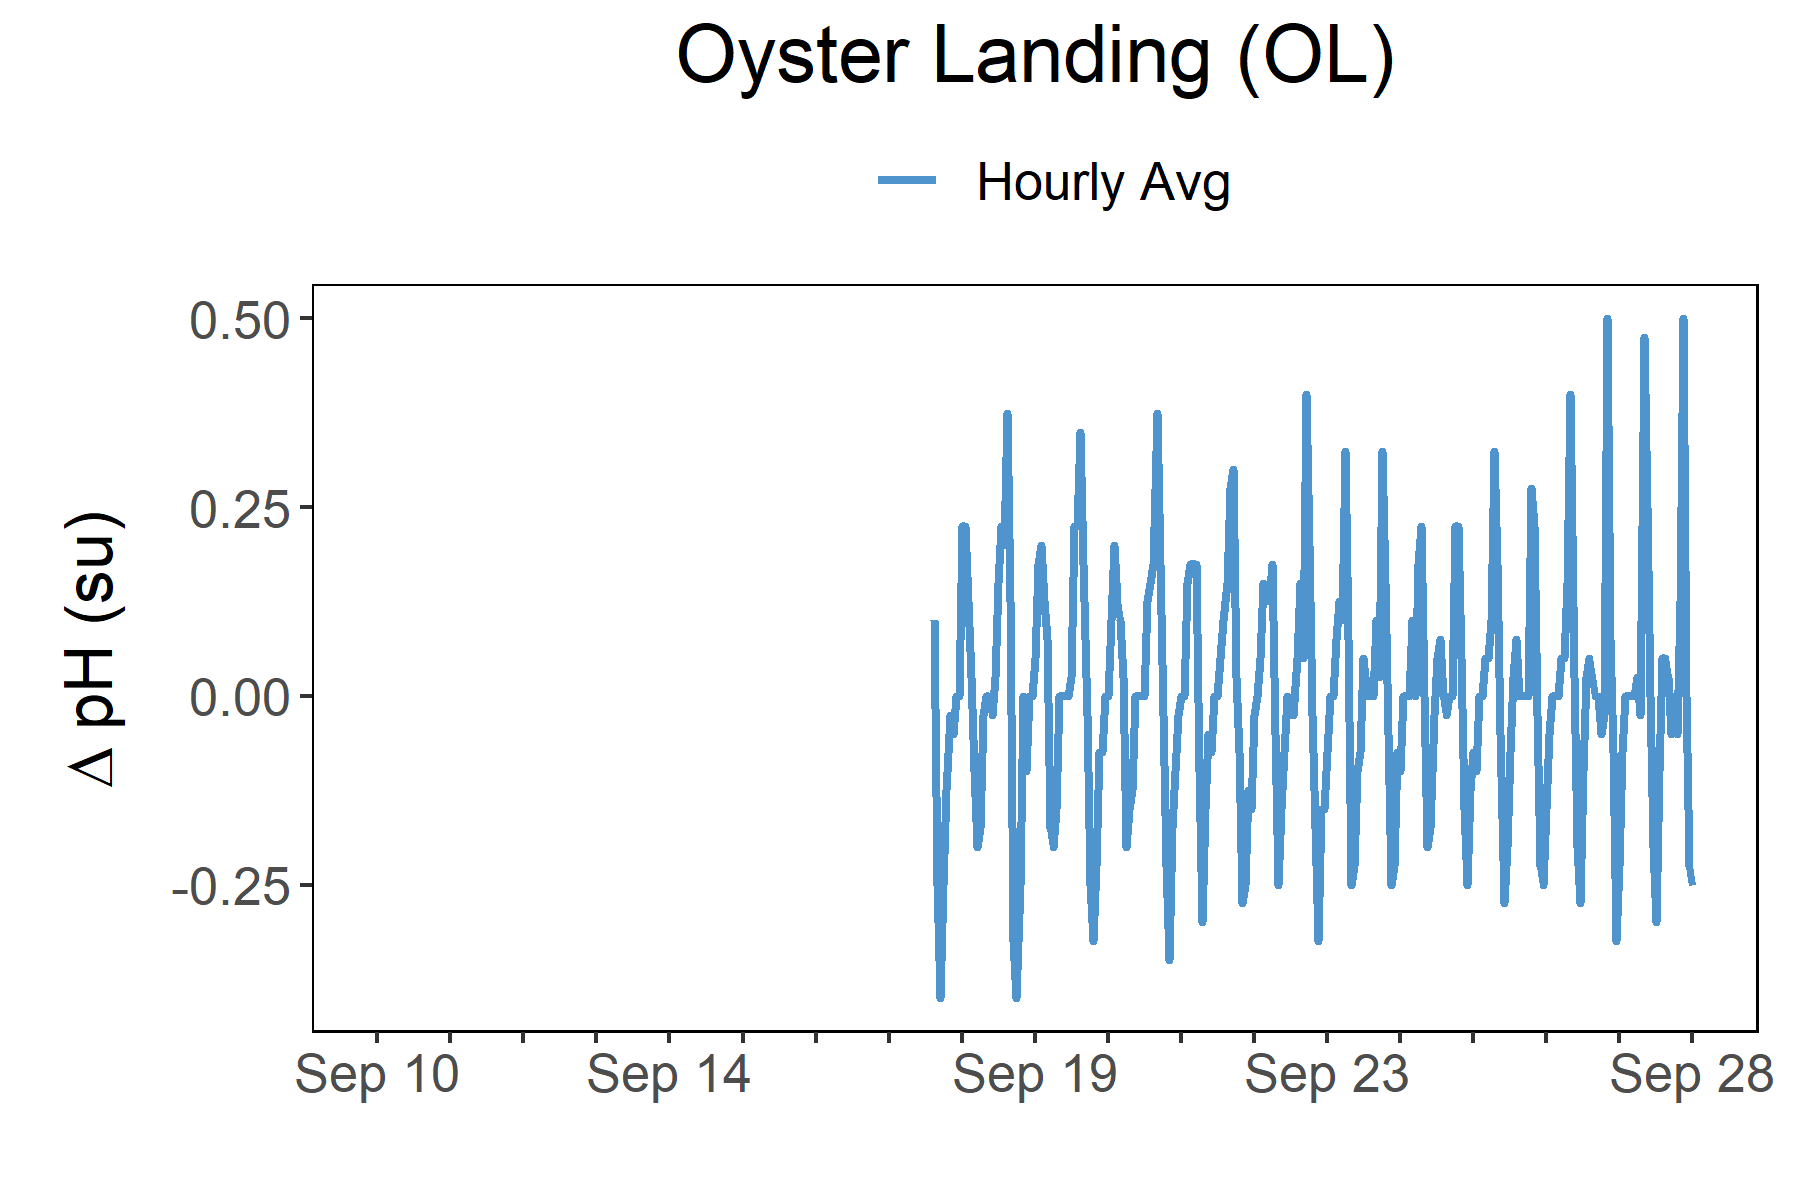 Oyster Landing (OL)
Hourly Avg
0.50
0.25
0.00
-0.25
Δ pH (su)
Sep 10 Sep 14 Sep 19 Sep 23 Sep 28